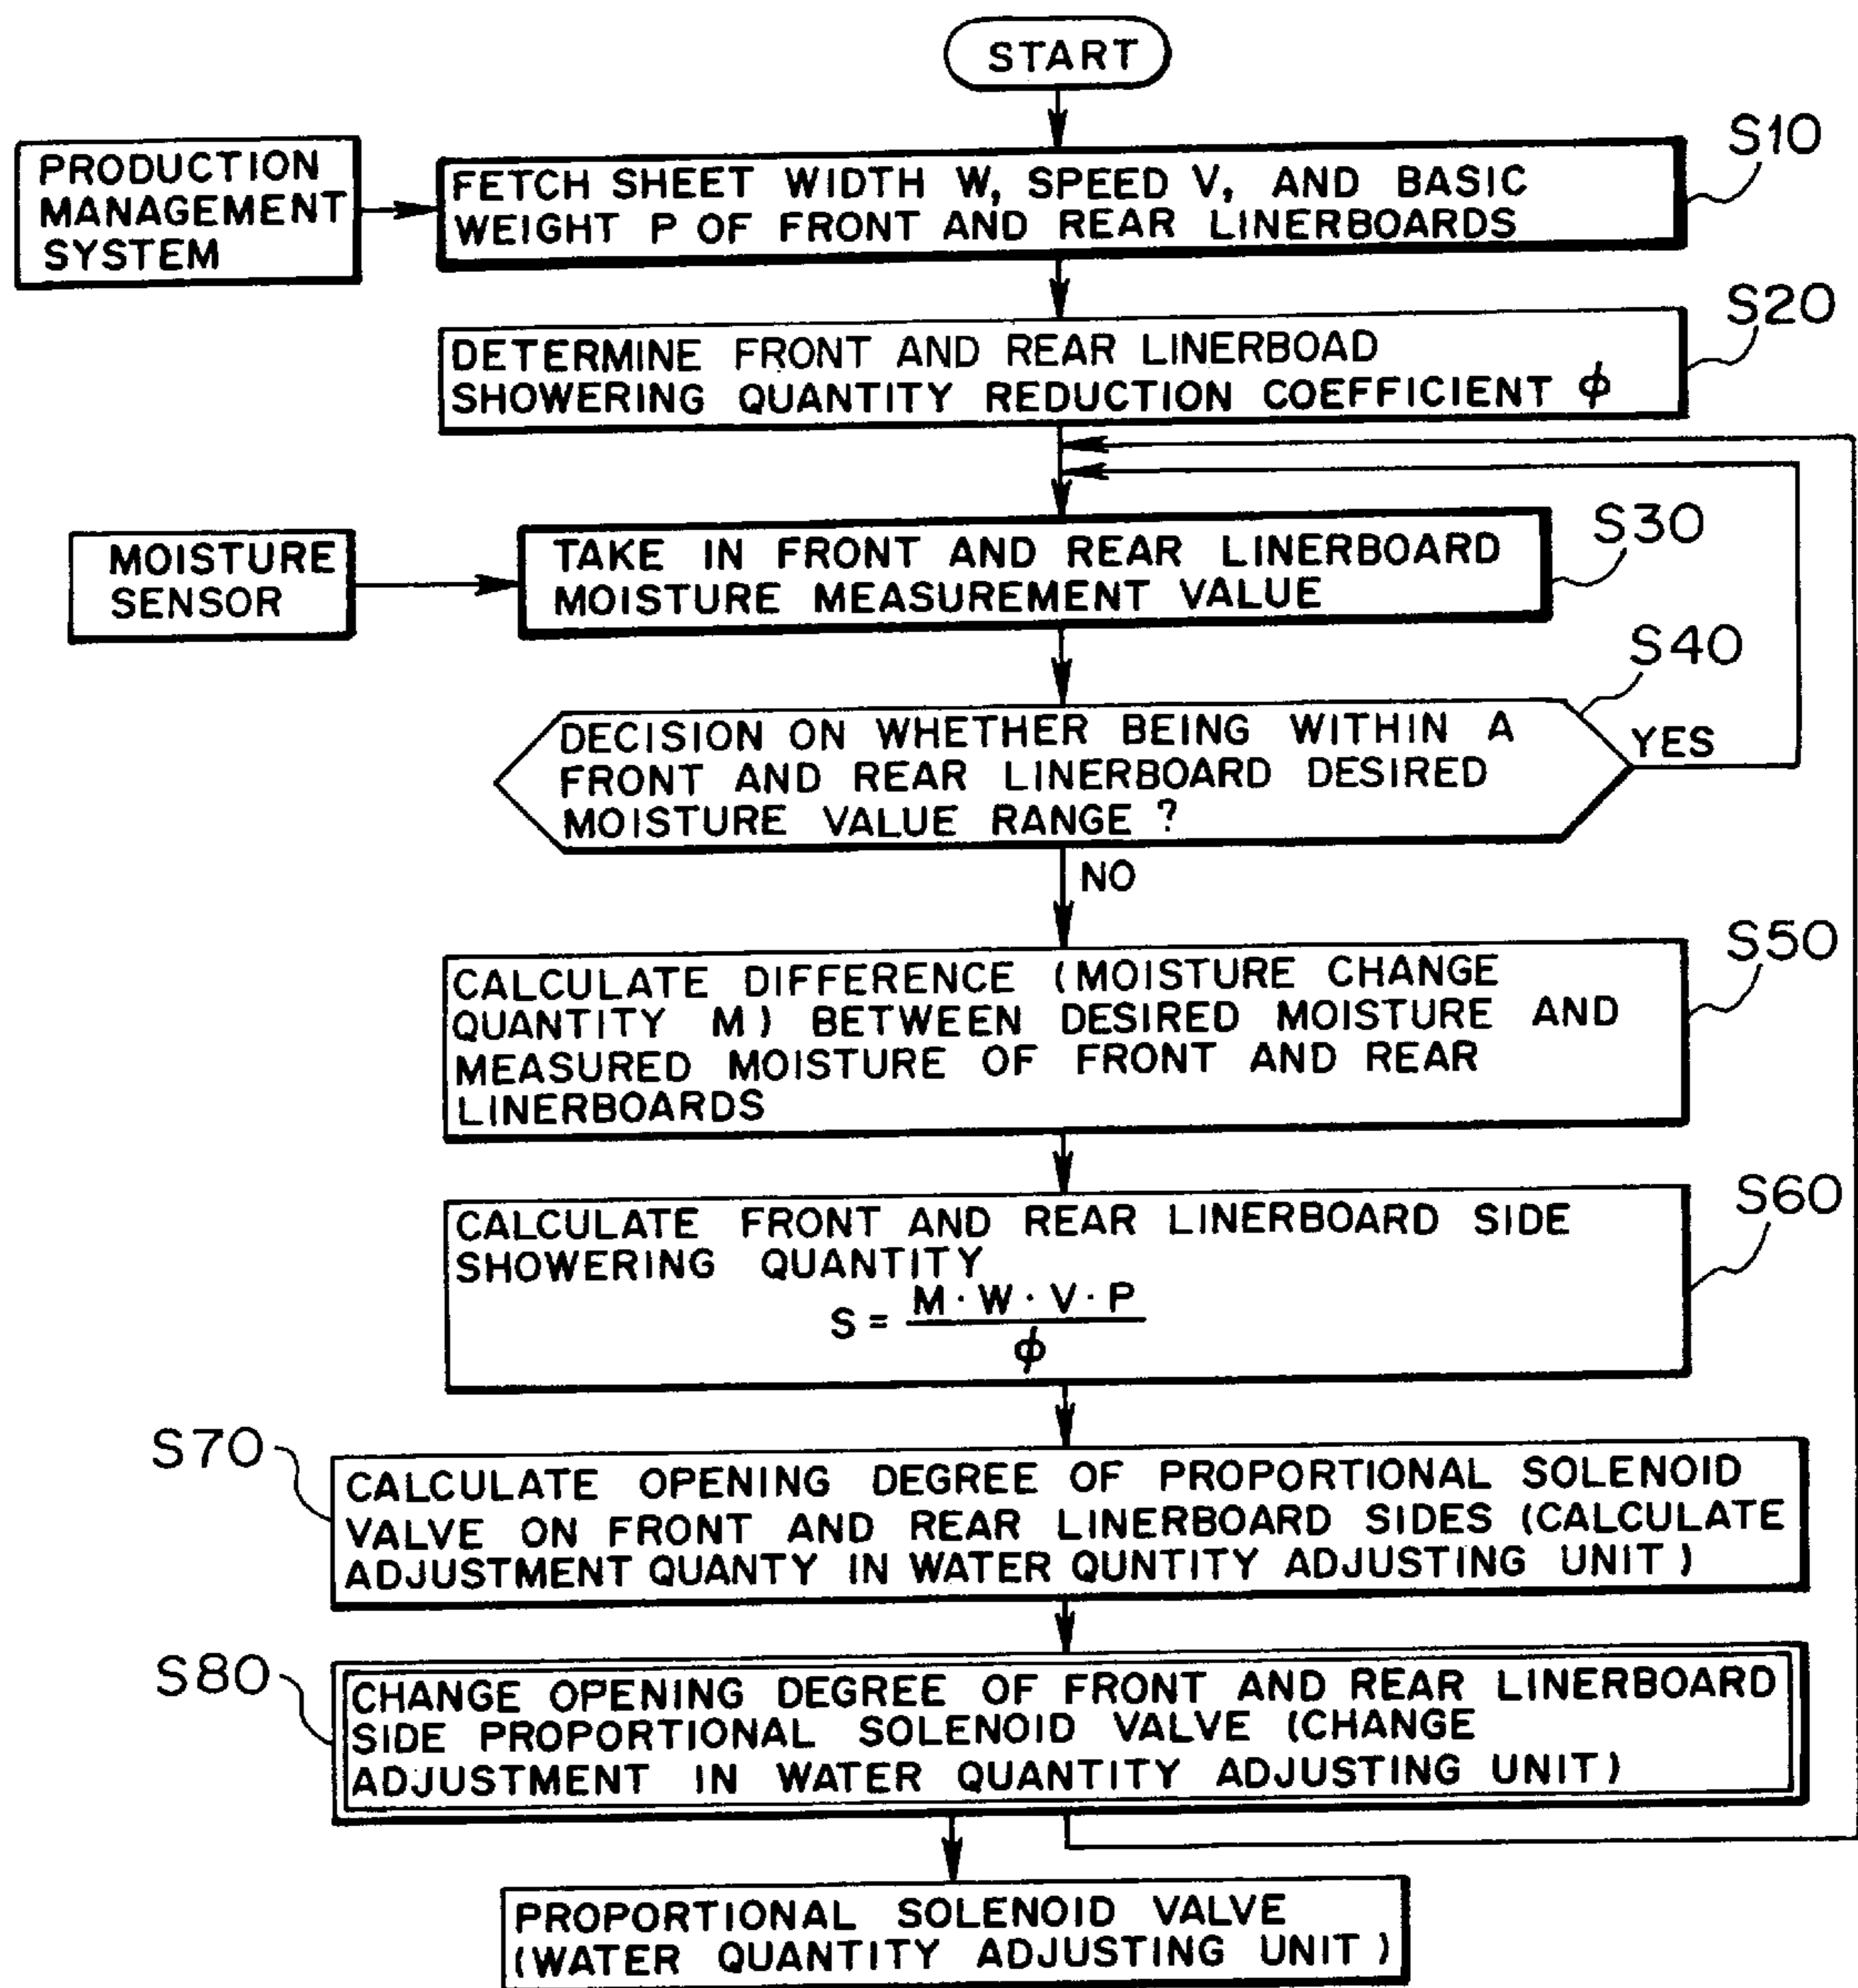 START
PRODUCTION
MANAGEMENT
SYSTEM
S10
FETCH SHEET WIDTH W, SPEED V, AND BASIC
WEIGHT P OF FRONT AND REAR LINERBOARDS
S20
DETERMINE FRONT AND REAR LINERBOAD
SHOWERING QUANTITY REDUCTION COEFFICIENT ϕ
MOISTURE
SENSOR
S30
TAKE IN FRONT AND REAR LINERBOARD
MOISTURE MEASUREMENT VALUE
S40
DECISION ON WHETHER BEING WITHIN A
FRONT AND REAR LINERBOARD DESIRED
MOISTURE VALUE RANGE ?
YES
NO
S50
CALCULATE DIFFERENCE (MOISTURE CHANGE
QUANTITY M) BETWEEN DESIRED MOISTURE AND
MEASURED MOISTURE OF FRONT AND REAR
LINERBOARDS
S60
CALCULATE FRONT AND REAR LINERBOARD SIDE
SHOWERING QUANTITY
S = M · W · V · P / ϕ
S70
CALCULATE OPENING DEGREE OF PROPORTIONAL SOLENOID
VALVE ON FRONT AND REAR LINERBOARD SIDES (CALCULATE
ADJUSTMENT QUANTY IN WATER QUNTITY ADJUSTING UNIT)
S80
CHANGE OPENING DEGREE OF FRONT AND REAR LINERBOARD
SIDE PROPORTIONAL SOLENOID VALVE (CHANGE
ADJUSTMENT IN WATER QUANTITY ADJUSTING UNIT)
PROPORTIONAL SOLENOID VALVE
(WATER QUANTITY ADJUSTING UNIT)